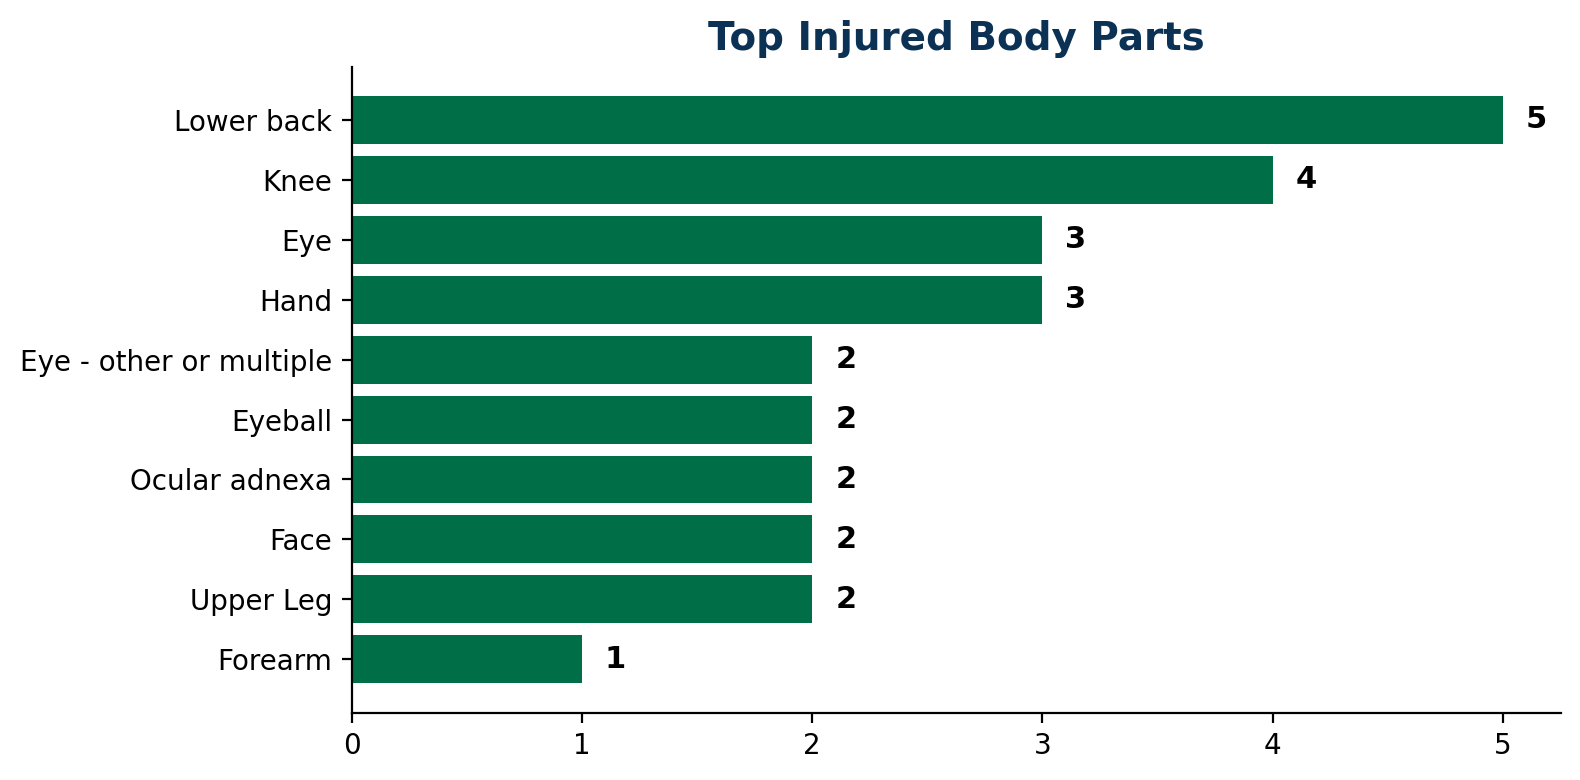 Top Injured Body Parts
Lower back 5
Knee 4
Eye 3
Hand 3
Eye - other or multiple 2
Eyeball 2
Ocular adnexa 2
Face 2
Upper Leg 2
Forearm 1
0 1 2 3 4 5